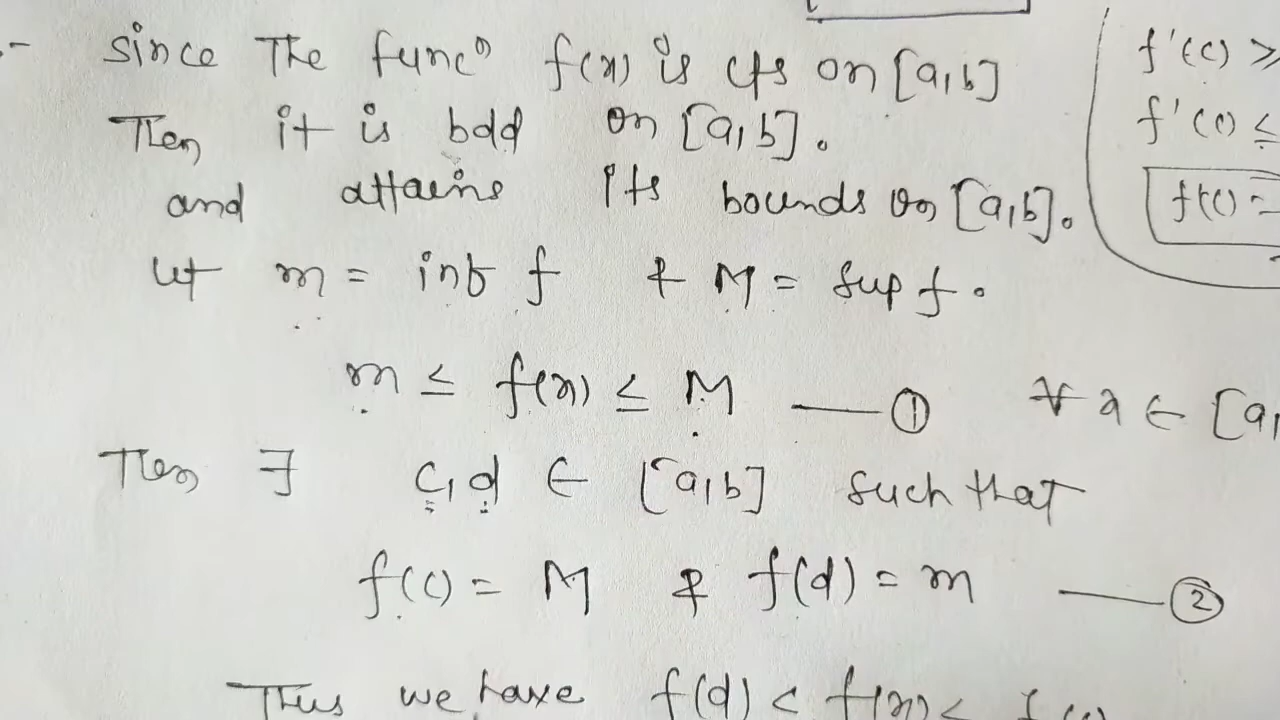 Since The funcⁿ f(x) is cts on [a,b]
Then it is bdd on [a,b].
and attains its bounds on [a,b].
let m = inf f & M = sup f.
m ≤ f(x) ≤ M — ① ∀ x ∈ [a,
Then ∃ c,d ∈ [a,b] such that
f(c) = M & f(d) = m — ②
Thus we have f(d) ≤ f(x) ≤
f'(c) ≥
f'(c) ≤
f'(c) =